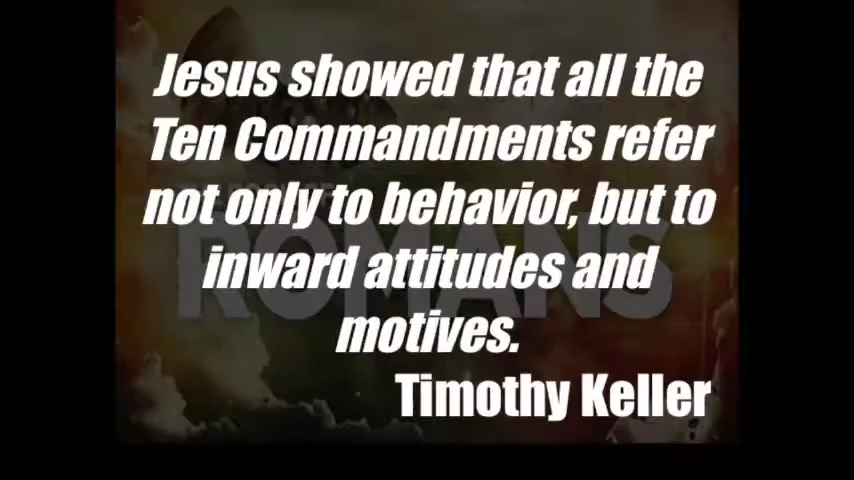 Jesus showed that all the
Ten Commandments refer
not only to behavior, but to
inward attitudes and
motives.
Timothy Keller
ROMANS